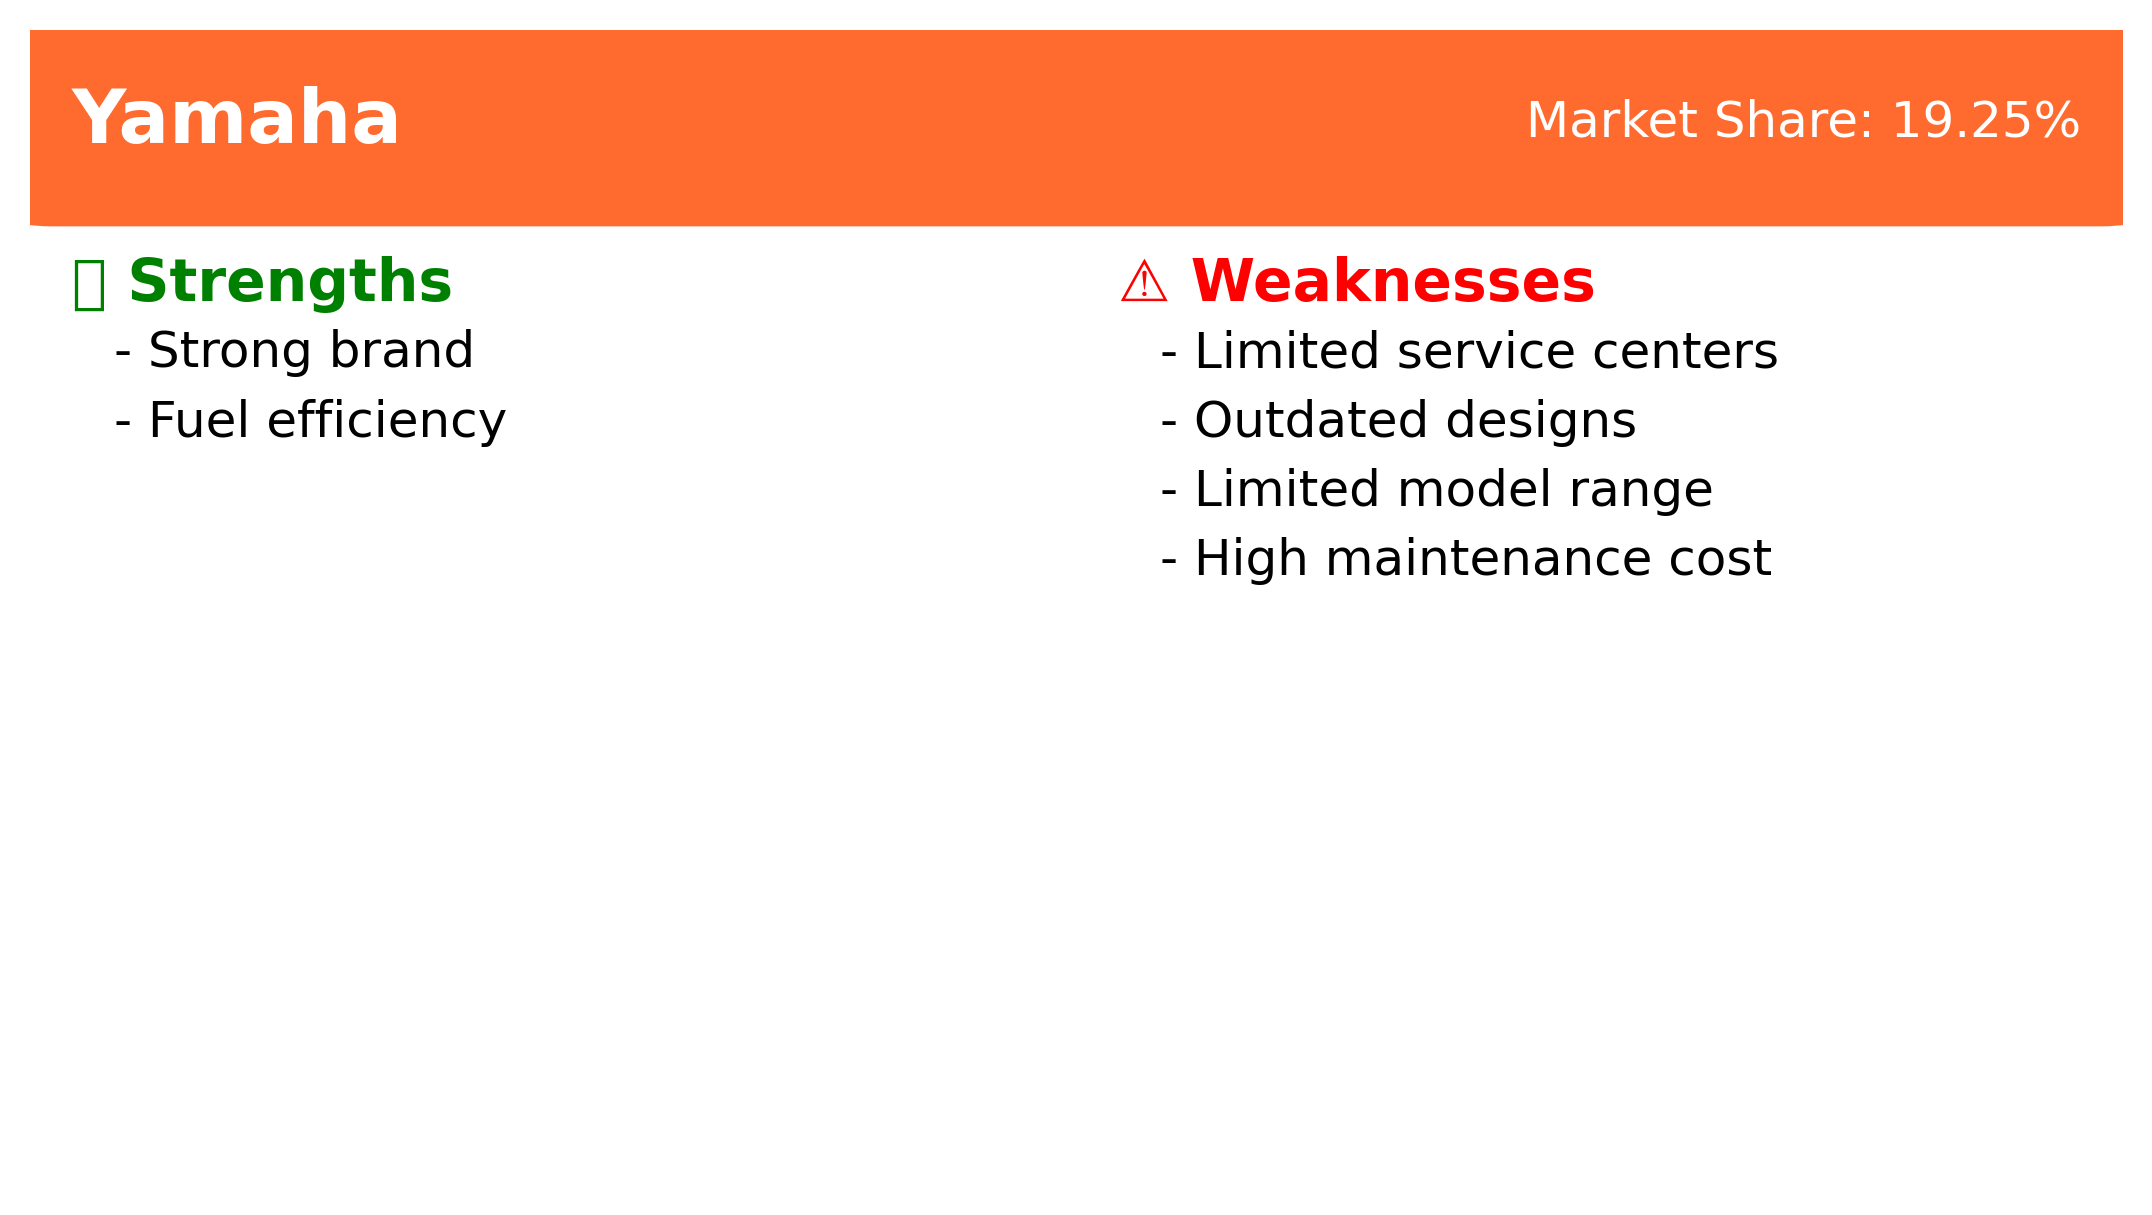 Yamaha
Market Share: 19.25%
Strengths
- Strong brand
- Fuel efficiency
⚠ Weaknesses
- Limited service centers
- Outdated designs
- Limited model range
- High maintenance cost